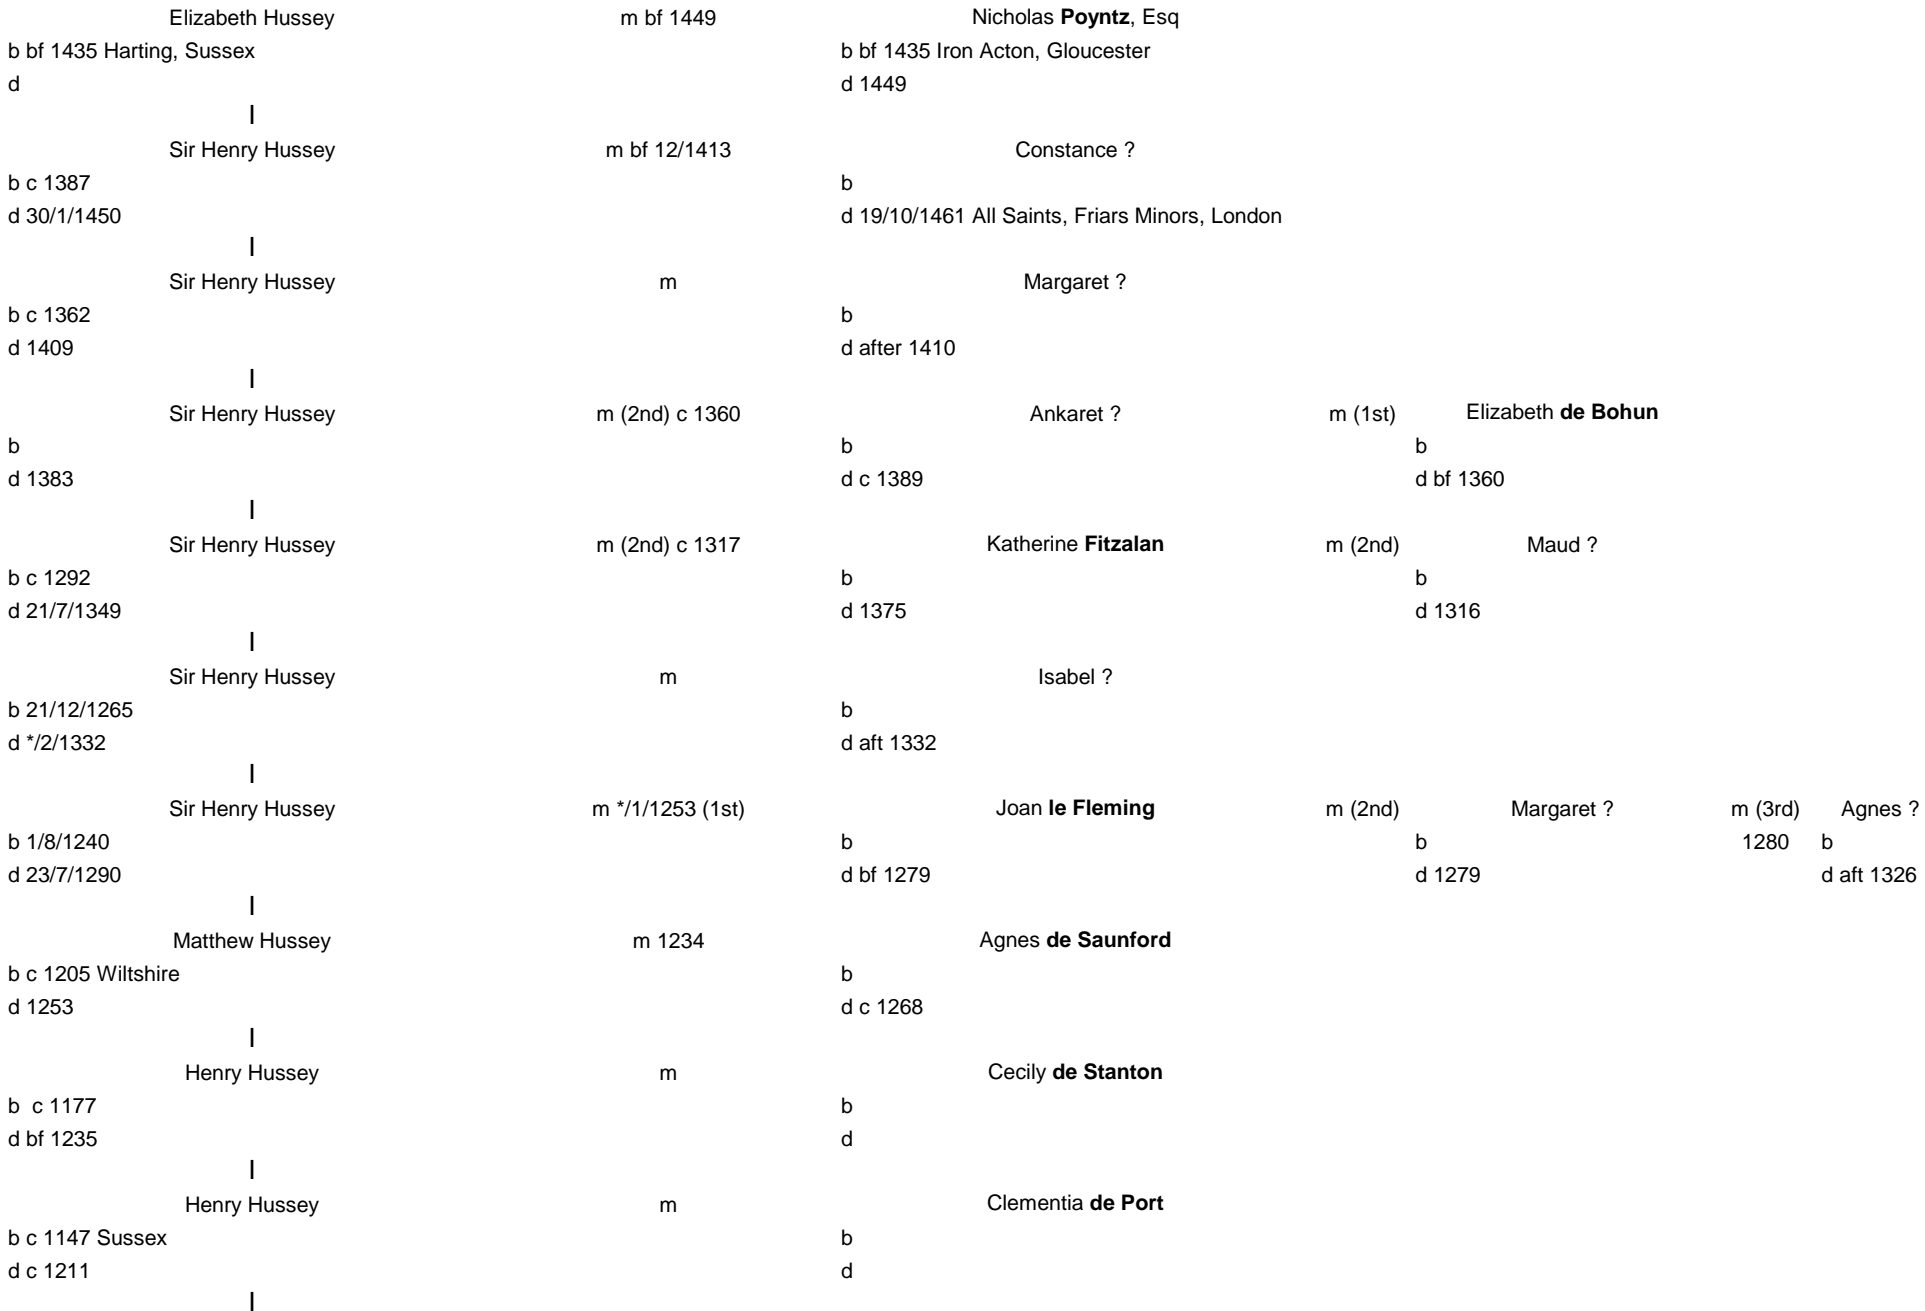 Elizabeth Hussey m bf 1449 Nicholas Poyntz, Esq
b bf 1435 Harting, Sussex b bf 1435 Iron Acton, Gloucester
d d 1449
|
Sir Henry Hussey m bf 12/1413 Constance ?
b c 1387 b
d 30/1/1450 d 19/10/1461 All Saints, Friars Minors, London
|
Sir Henry Hussey m Margaret ?
b c 1362 b
d 1409 d after 1410
|
Sir Henry Hussey m (2nd) c 1360 Ankaret ? m (1st) Elizabeth de Bohun
b b b
d 1383 d c 1389 d bf 1360
|
Sir Henry Hussey m (2nd) c 1317 Katherine Fitzalan m (2nd) Maud ?
b c 1292 b b
d 21/7/1349 d 1375 d 1316
|
Sir Henry Hussey m Isabel ?
b 21/12/1265 b
d */2/1332 d aft 1332
|
Sir Henry Hussey m */1/1253 (1st) Joan le Fleming m (2nd) Margaret ? m (3rd) Agnes ?
b 1/8/1240 b b 1280 b
d 23/7/1290 d bf 1279 d 1279 d aft 1326
|
Matthew Hussey m 1234 Agnes de Saunford
b c 1205 Wiltshire b
d 1253 d c 1268
|
Henry Hussey m Cecily de Stanton
b c 1177 b
d bf 1235 d
|
Henry Hussey m Clementia de Port
b c 1147 Sussex b
d c 1211 d
|